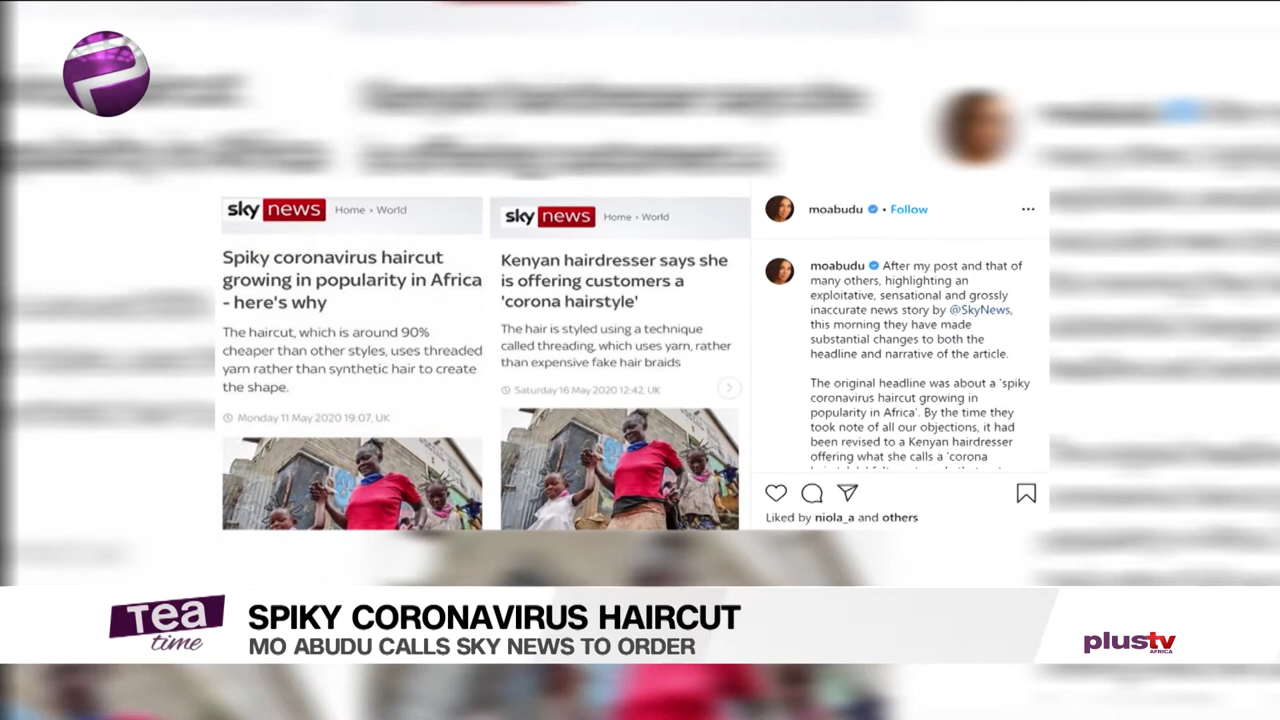 sky news Home › World
Spiky coronavirus haircut
growing in popularity in Africa
- here's why
The haircut, which is around 90%
cheaper than other styles, uses threaded
yarn rather than synthetic hair to create
the shape.
Monday 11 May 2020 19:07, UK
sky news Home › World
Kenyan hairdresser says she
is offering customers a
'corona hairstyle'
The hair is styled using a technique
called threading, which uses yarn, rather
than expensive fake hair braids
Saturday 16 May 2020 12:42, UK
moabudu • Follow
moabudu After my post and that of
many others, highlighting an
exploitative, sensational and grossly
inaccurate news story by @SkyNews,
this morning they have made
substantial changes to both the
headline and narrative of the article.
The original headline was about a 'spiky
coronavirus haircut growing in
popularity in Africa'. By the time they
took note of all our objections, it had
been revised to a Kenyan hairdresser
offering what she calls a 'corona
Liked by niola_a and others
Tea
time
SPIKY CORONAVIRUS HAIRCUT
MO ABUDU CALLS SKY NEWS TO ORDER
plustv
AFRICA